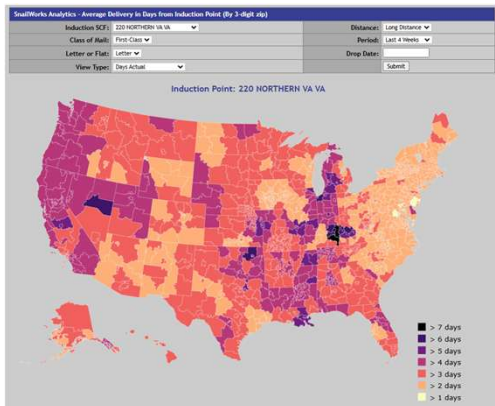 SnailWorks Analytics - Average Delivery in Days from Induction Point (By 3-digit zip)
Induction SCF: 220 NORTHERN VA VA Distance: Long Distance
Class of Mail: First-Class Period: Last 4 Weeks
Letter or Flat: Letter Drop Date:
View Type: Days Actual Submit
Induction Point: 220 NORTHERN VA VA
> 7 days
> 6 days
> 5 days
> 4 days
> 3 days
> 2 days
> 1 days